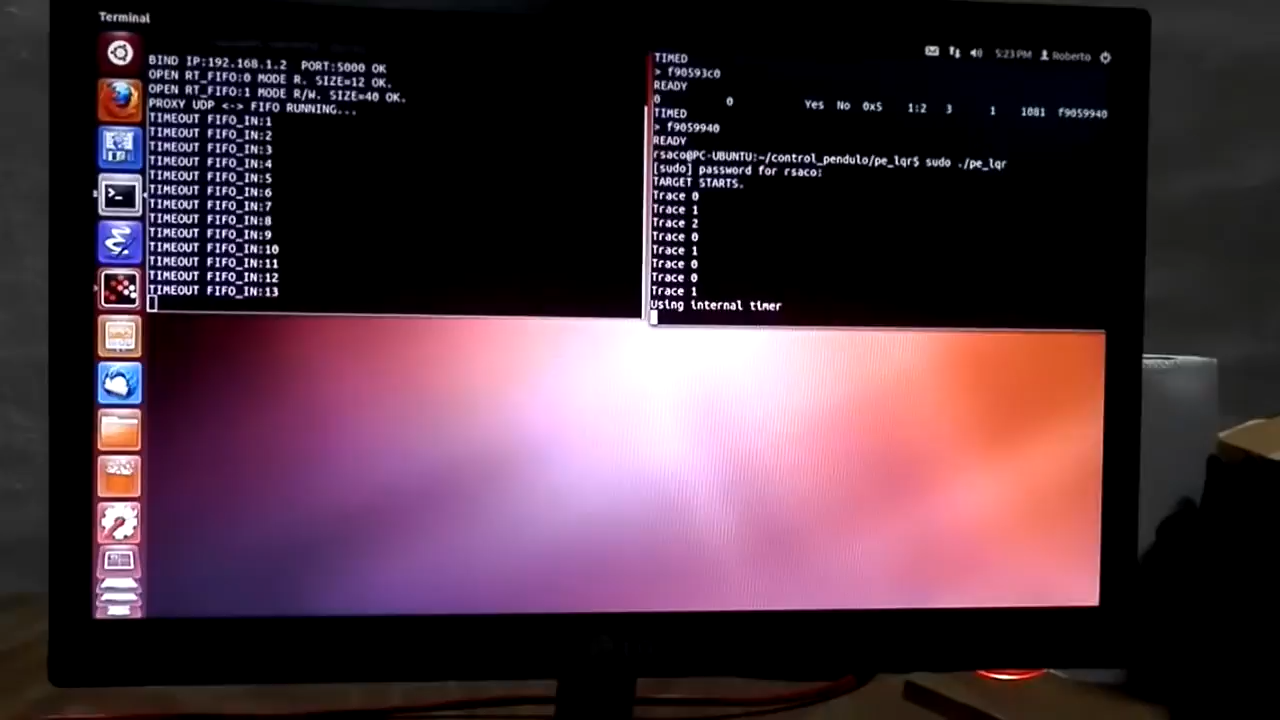 Terminal
5:23 PM Roberto
BIND IP:192.168.1.2 PORT:5000 OK
OPEN RT_FIFO:0 MODE R. SIZE=12 OK.
OPEN RT_FIFO:1 MODE R/W. SIZE=40 OK.
PROXY UDP <-> FIFO RUNNING...
TIMEOUT FIFO_IN:1
TIMEOUT FIFO_IN:2
TIMEOUT FIFO_IN:3
TIMEOUT FIFO_IN:4
TIMEOUT FIFO_IN:5
TIMEOUT FIFO_IN:6
TIMEOUT FIFO_IN:7
TIMEOUT FIFO_IN:8
TIMEOUT FIFO_IN:9
TIMEOUT FIFO_IN:10
TIMEOUT FIFO_IN:11
TIMEOUT FIFO_IN:12
TIMEOUT FIFO_IN:13
TIMED
> f90593c0
READY
0 0 Yes No 0x5 1:2 3 1 1081 f9059940
TIMED
> f9059940
READY
rsaco@PC-UBUNTU:~/control_pendulo/pe_lqr$ sudo ./pe_lqr
[sudo] password for rsaco:
TARGET STARTS.
Trace 0
Trace 1
Trace 2
Trace 0
Trace 1
Trace 0
Trace 0
Trace 1
Using internal timer